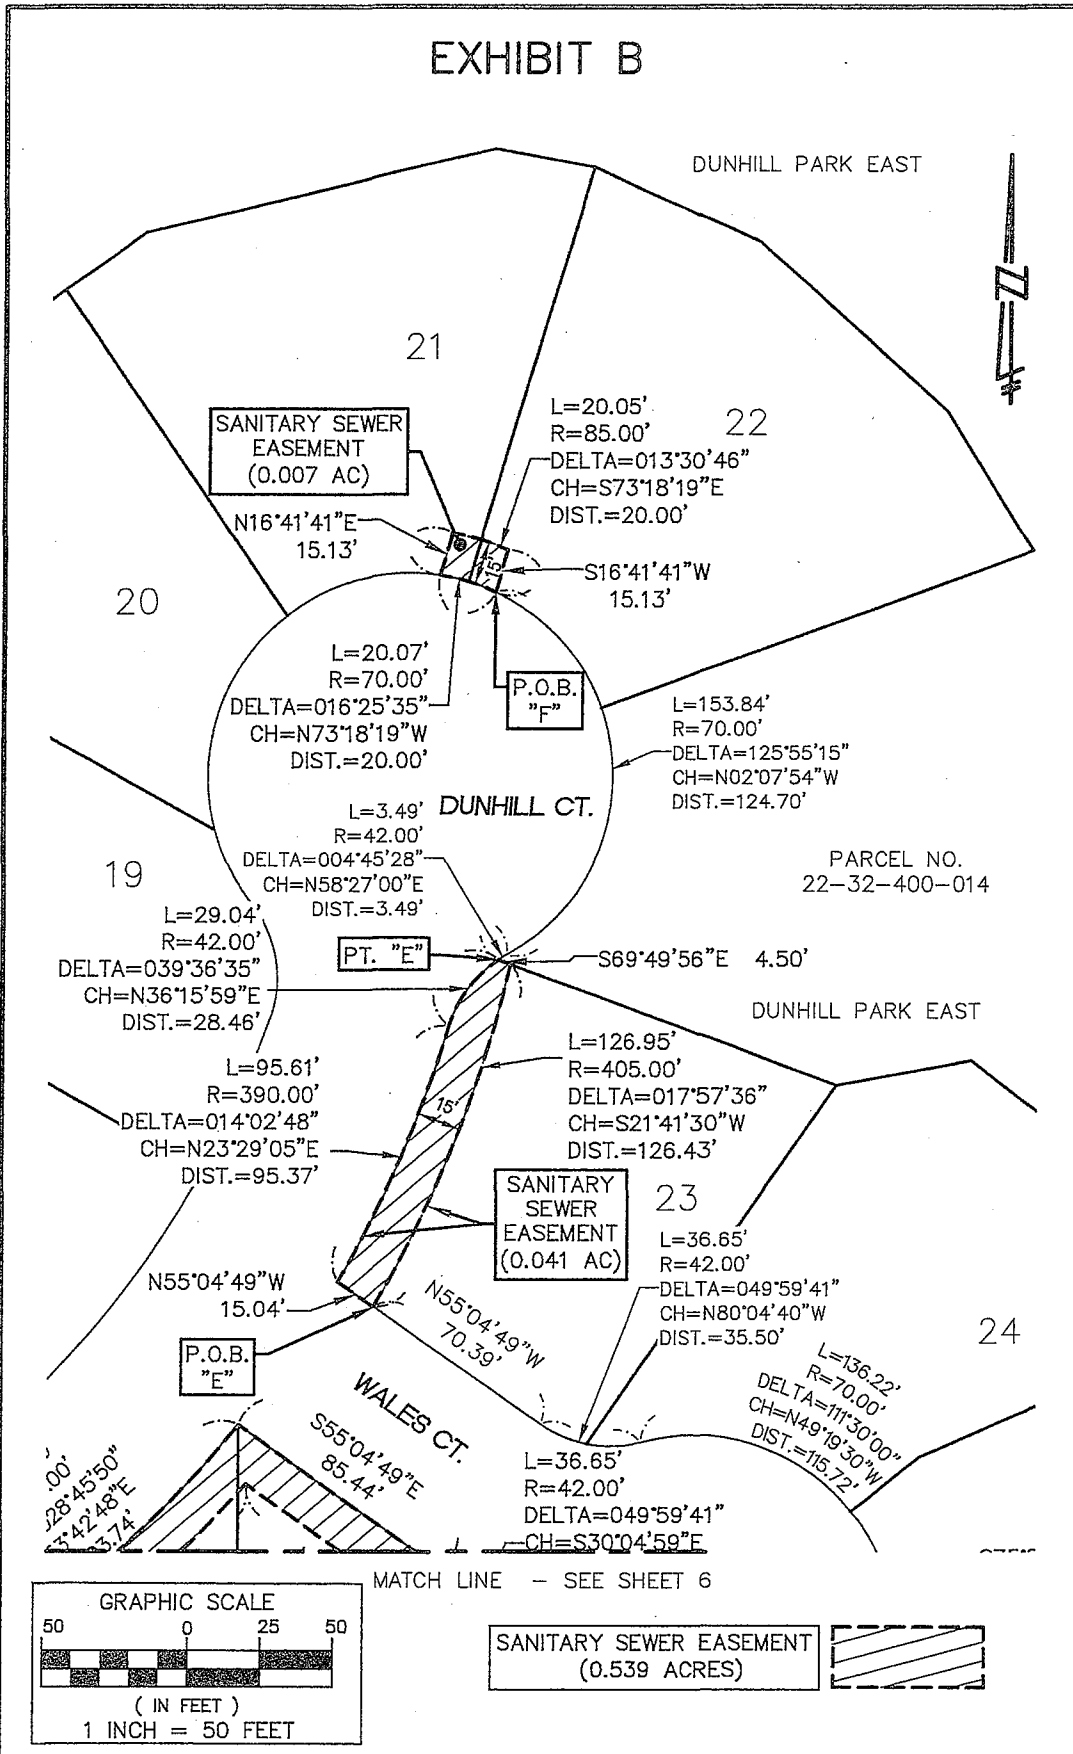 EXHIBIT B
DUNHILL PARK EAST
N
21
22
L=20.05'
R=85.00'
DELTA=013°30'46"
CH=S73°18'19"E
DIST.=20.00'
SANITARY SEWER
EASEMENT
(0.007 AC)
N16°41'41"E
15.13'
15'
S16°41'41"W
15.13'
20
L=20.07'
R=70.00'
DELTA=016°25'35"
CH=N73°18'19"W
DIST.=20.00'
P.O.B.
"F"
L=153.84'
R=70.00'
DELTA=125°55'15"
CH=N02°07'54"W
DIST.=124.70'
DUNHILL CT.
L=3.49'
R=42.00'
DELTA=004°45'28"
CH=N58°27'00"E
DIST.=3.49'
PARCEL NO.
22-32-400-014
19
L=29.04'
R=42.00'
DELTA=039°36'35"
CH=N36°15'59"E
DIST.=28.46'
PT. "E"
S69°49'56"E 4.50'
DUNHILL PARK EAST
L=95.61'
R=390.00'
DELTA=014°02'48"
CH=N23°29'05"E
DIST.=95.37'
15'
L=126.95'
R=405.00'
DELTA=017°57'36"
CH=S21°41'30"W
DIST.=126.43'
SANITARY
SEWER
EASEMENT
(0.041 AC)
23
L=36.65'
R=42.00'
DELTA=049°59'41"
CH=N80°04'40"W
DIST.=35.50'
N55°04'49"W
15.04'
N55°04'49"W
70.39'
24
P.O.B.
"E"
L=136.22'
R=70.00'
DELTA=111°30'00"
CH=N49°19'30"W
DIST.=115.72'
WALES CT.
S55°04'49"E
85.44'
L=36.65'
R=42.00'
DELTA=049°59'41"
CH=S30°04'59"E
.00'
28°45'50"
3°42'48"E
3.74'
MATCH LINE - SEE SHEET 6
GRAPHIC SCALE
50 0 25 50
( IN FEET )
1 INCH = 50 FEET
SANITARY SEWER EASEMENT
(0.539 ACRES)